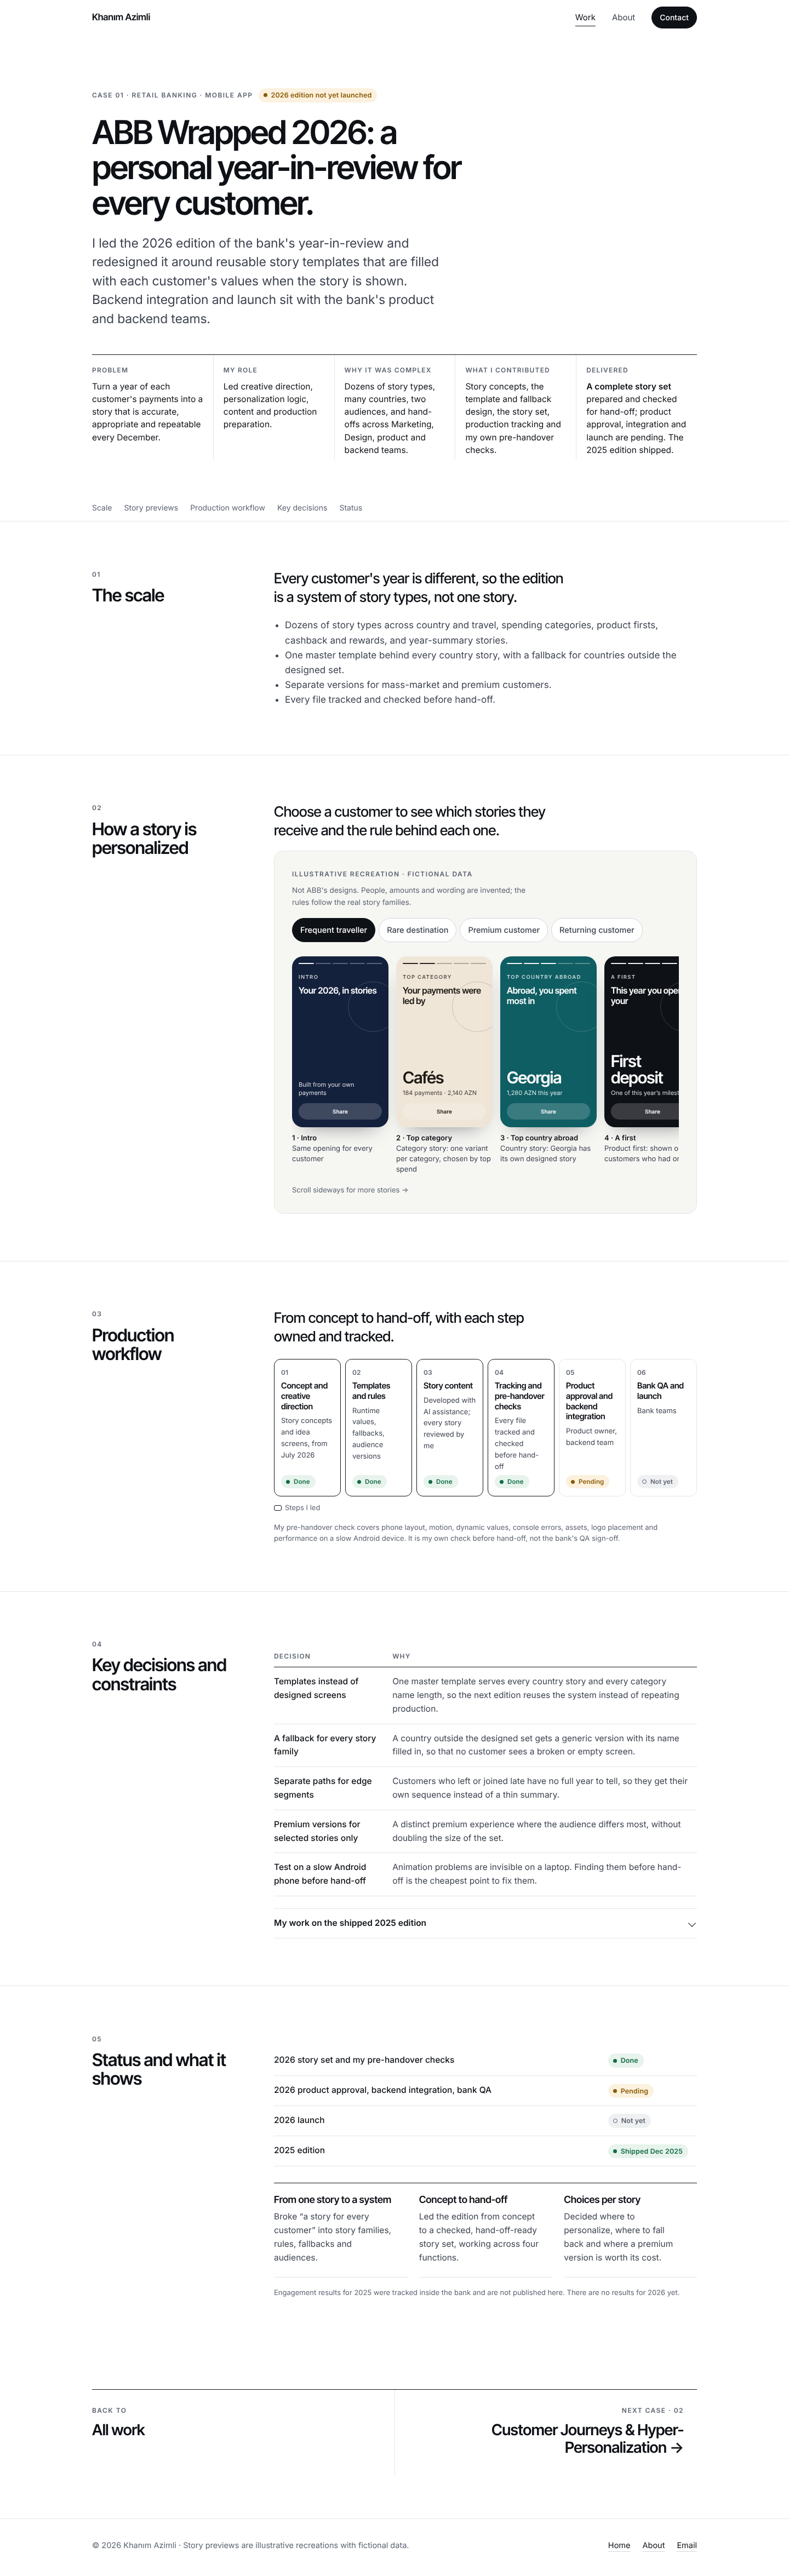 Khanım Azimli
Work
About
Contact
CASE 01 · RETAIL BANKING · MOBILE APP
2026 edition not yet launched
ABB Wrapped 2026: a
personal year-in-review for
every customer.
I led the 2026 edition of the bank's year-in-review and
redesigned it around reusable story templates that are filled
with each customer's values when the story is shown.
Backend integration and launch sit with the bank's product
and backend teams.
PROBLEM
Turn a year of each
customer's payments into a
story that is accurate,
appropriate and repeatable
every December.
MY ROLE
Led creative direction,
personalization logic,
content and production
preparation.
WHY IT WAS COMPLEX
Dozens of story types,
many countries, two
audiences, and hand-
offs across Marketing,
Design, product and
backend teams.
WHAT I CONTRIBUTED
Story concepts, the
template and fallback
design, the story set,
production tracking and
my own pre-handover
checks.
DELIVERED
A complete story set
prepared and checked
for hand-off; product
approval, integration and
launch are pending. The
2025 edition shipped.
Scale
Story previews
Production workflow
Key decisions
Status
01
The scale
Every customer's year is different, so the edition
is a system of story types, not one story.
• Dozens of story types across country and travel, spending categories, product firsts,
cashback and rewards, and year-summary stories.
• One master template behind every country story, with a fallback for countries outside the
designed set.
• Separate versions for mass-market and premium customers.
• Every file tracked and checked before hand-off.
02
How a story is
personalized
Choose a customer to see which stories they
receive and the rule behind each one.
ILLUSTRATIVE RECREATION · FICTIONAL DATA
Not ABB's designs. People, amounts and wording are invented; the
rules follow the real story families.
Frequent traveller
Rare destination
Premium customer
Returning customer
INTRO
Your 2026, in stories
Built from your own
payments
Share
1 · Intro
Same opening for every
customer
TOP CATEGORY
Your payments were
led by
Cafés
184 payments · 2,140 AZN
Share
2 · Top category
Category story: one variant
per category, chosen by top
spend
TOP COUNTRY ABROAD
Abroad, you spent
most in
Georgia
1,280 AZN this year
Share
3 · Top country abroad
Country story: Georgia has
its own designed story
A FIRST
This year you
your
First
deposit
One of this year's
Share
4 · A first
Product first: shown
customers who had
Scroll sideways for more stories →
03
Production
workflow
From concept to hand-off, with each step
owned and tracked.
01
Concept and
creative
direction
Story concepts
and idea
screens, from
July 2026
Done
02
Templates
and rules
Runtime
values,
fallbacks,
audience
versions
Done
03
Story content
Developed with
AI assistance;
every story
reviewed by
me
Done
04
Tracking and
pre-handover
checks
Every file
tracked and
checked
before hand-
off
Done
05
Product
approval and
backend
integration
Product owner,
backend team
Pending
06
Bank QA and
launch
Bank teams
Not yet
Steps I led
My pre-handover check covers phone layout, motion, dynamic values, console errors, assets, logo placement and
performance on a slow Android device. It is my own check before hand-off, not the bank's QA sign-off.
04
Key decisions and
constraints
DECISION
WHY
Templates instead of
designed screens
One master template serves every country story and every category
name length, so the next edition reuses the system instead of repeating
production.
A fallback for every story
family
A country outside the designed set gets a generic version with its name
filled in, so that no customer sees a broken or empty screen.
Separate paths for edge
segments
Customers who left or joined late have no full year to tell, so they get their
own sequence instead of a thin summary.
Premium versions for
selected stories only
A distinct premium experience where the audience differs most, without
doubling the size of the set.
Test on a slow Android
phone before hand-off
Animation problems are invisible on a laptop. Finding them before hand-
off is the cheapest point to fix them.
My work on the shipped 2025 edition
05
Status and what it
shows
2026 story set and my pre-handover checks
Done
2026 product approval, backend integration, bank QA
Pending
2026 launch
Not yet
2025 edition
Shipped Dec 2025
From one story to a system
Broke “a story for every
customer” into story families,
rules, fallbacks and
audiences.
Concept to hand-off
Led the edition from concept
to a checked, hand-off-ready
story set, working across four
functions.
Choices per story
Decided where to
personalize, where to fall
back and where a premium
version is worth its cost.
Engagement results for 2025 were tracked inside the bank and are not published here. There are no results for 2026 yet.
BACK TO
All work
NEXT CASE · 02
Customer Journeys & Hyper-
Personalization →
© 2026 Khanım Azimli · Story previews are illustrative recreations with fictional data.
Home
About
Email